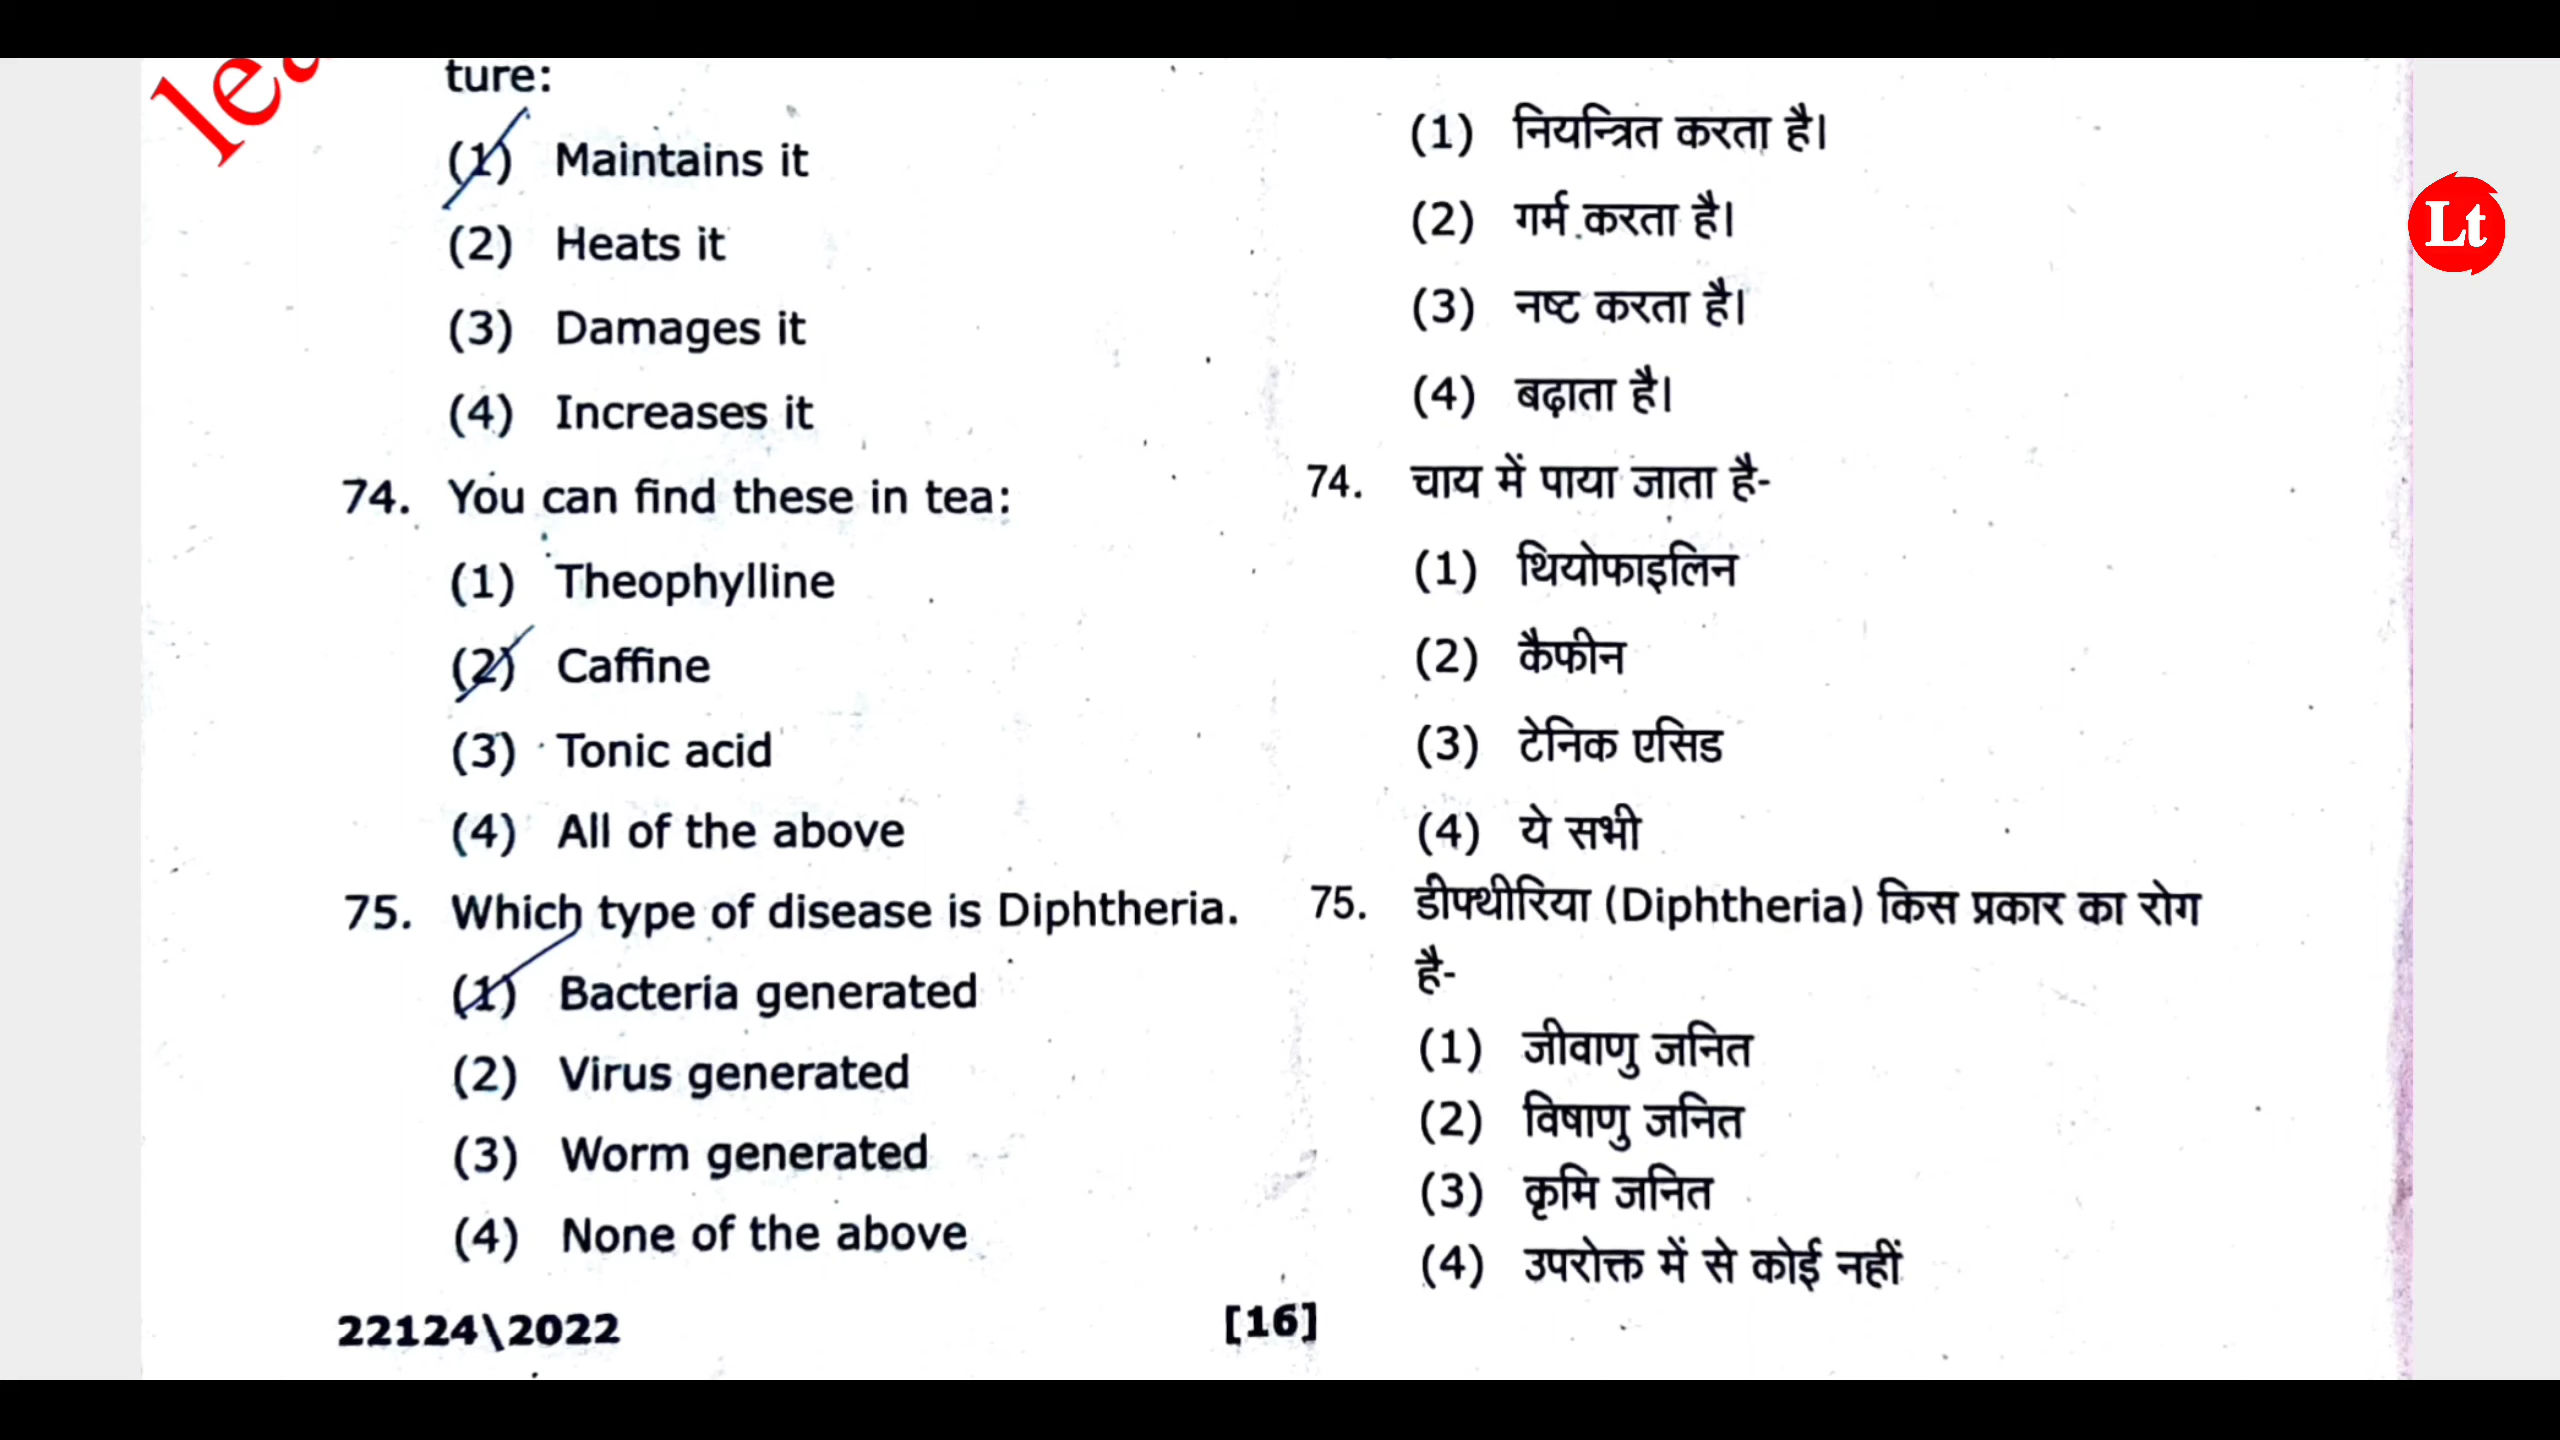 ture:
(1) Maintains it
(2) Heats it
(3) Damages it
(4) Increases it
74. You can find these in tea:
(1) Theophylline
(2) Caffine
(3) Tonic acid
(4) All of the above
75. Which type of disease is Diphtheria.
(1) Bacteria generated
(2) Virus generated
(3) Worm generated
(4) None of the above
(1) नियन्त्रित करता है।
(2) गर्म करता है।
(3) नष्ट करता है।
(4) बढ़ाता है।
74. चाय में पाया जाता है-
(1) थियोफाइलिन
(2) कैफीन
(3) टेनिक एसिड
(4) ये सभी
75. डीफ्थीरिया (Diphtheria) किस प्रकार का रोग
है-
(1) जीवाणु जनित
(2) विषाणु जनित
(3) कृमि जनित
(4) उपरोक्त में से कोई नहीं
22124\2022
[16]
Lt